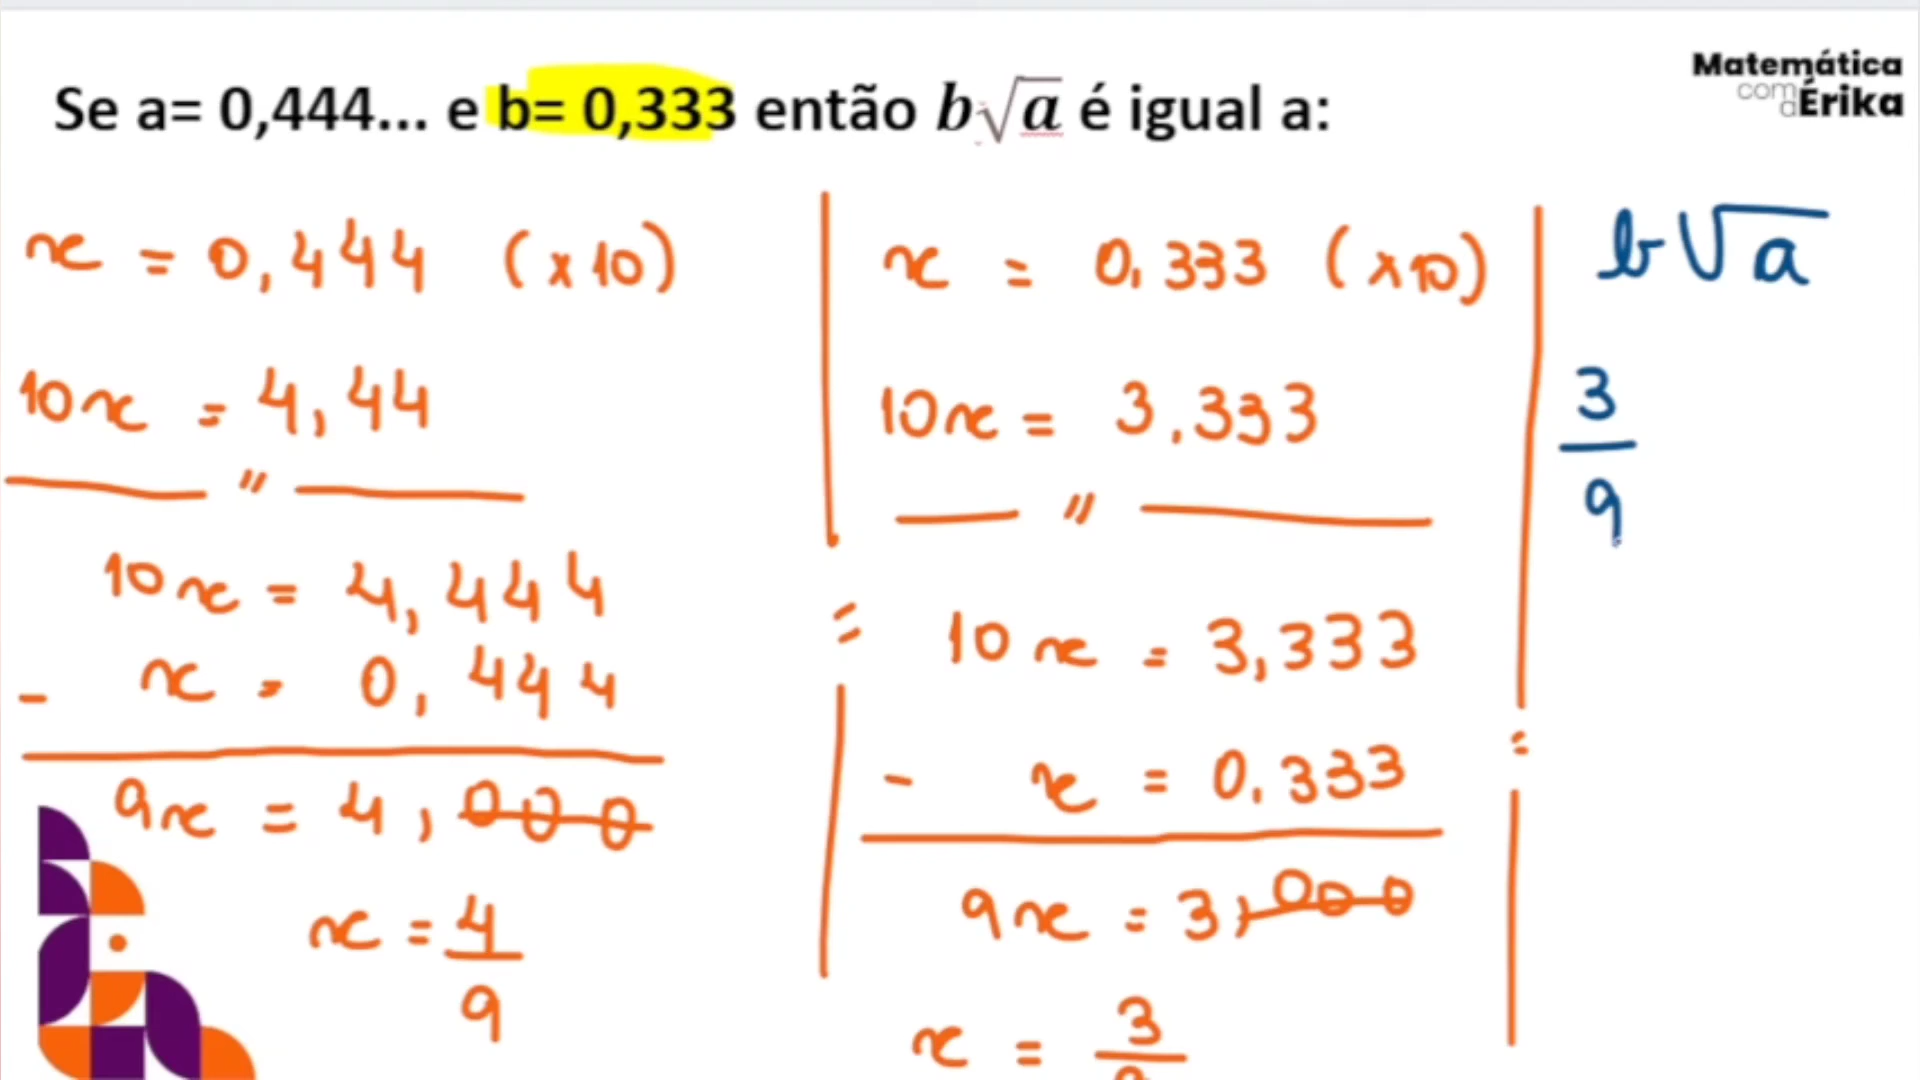 Matemática
com a Érika
Se a= 0,444... e b= 0,333 então b√a é igual a:
x = 0,444 (x10)
10x = 4,44
"
10x = 4,444
- x = 0,444
9x = 4,000
x = 4/9
x = 0,333 (x10)
10x = 3,333
"
= 10x = 3,333
- x = 0,333
9x = 3,000
x = 3/9
b√a
3/9
=